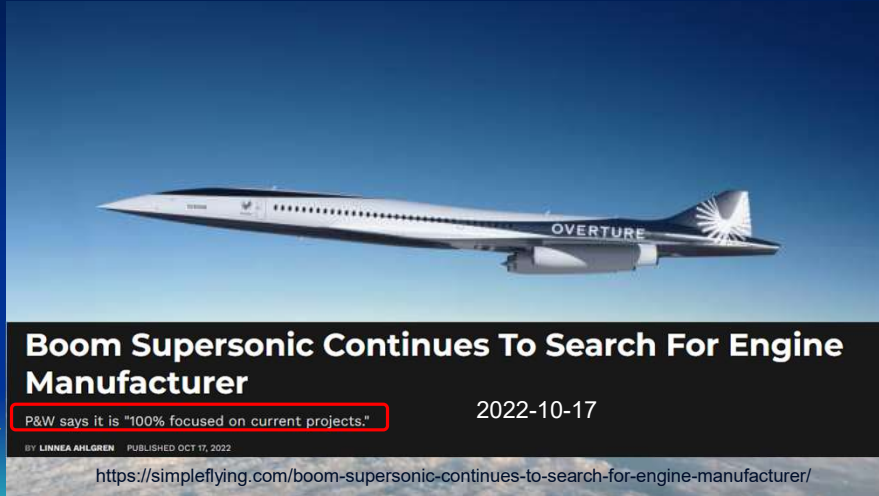 OVERTURE
Boom Supersonic Continues To Search For Engine
Manufacturer
P&W says it is "100% focused on current projects."
2022-10-17
BY LINNEA AHLGREN PUBLISHED OCT 17, 2022
https://simpleflying.com/boom-supersonic-continues-to-search-for-engine-manufacturer/